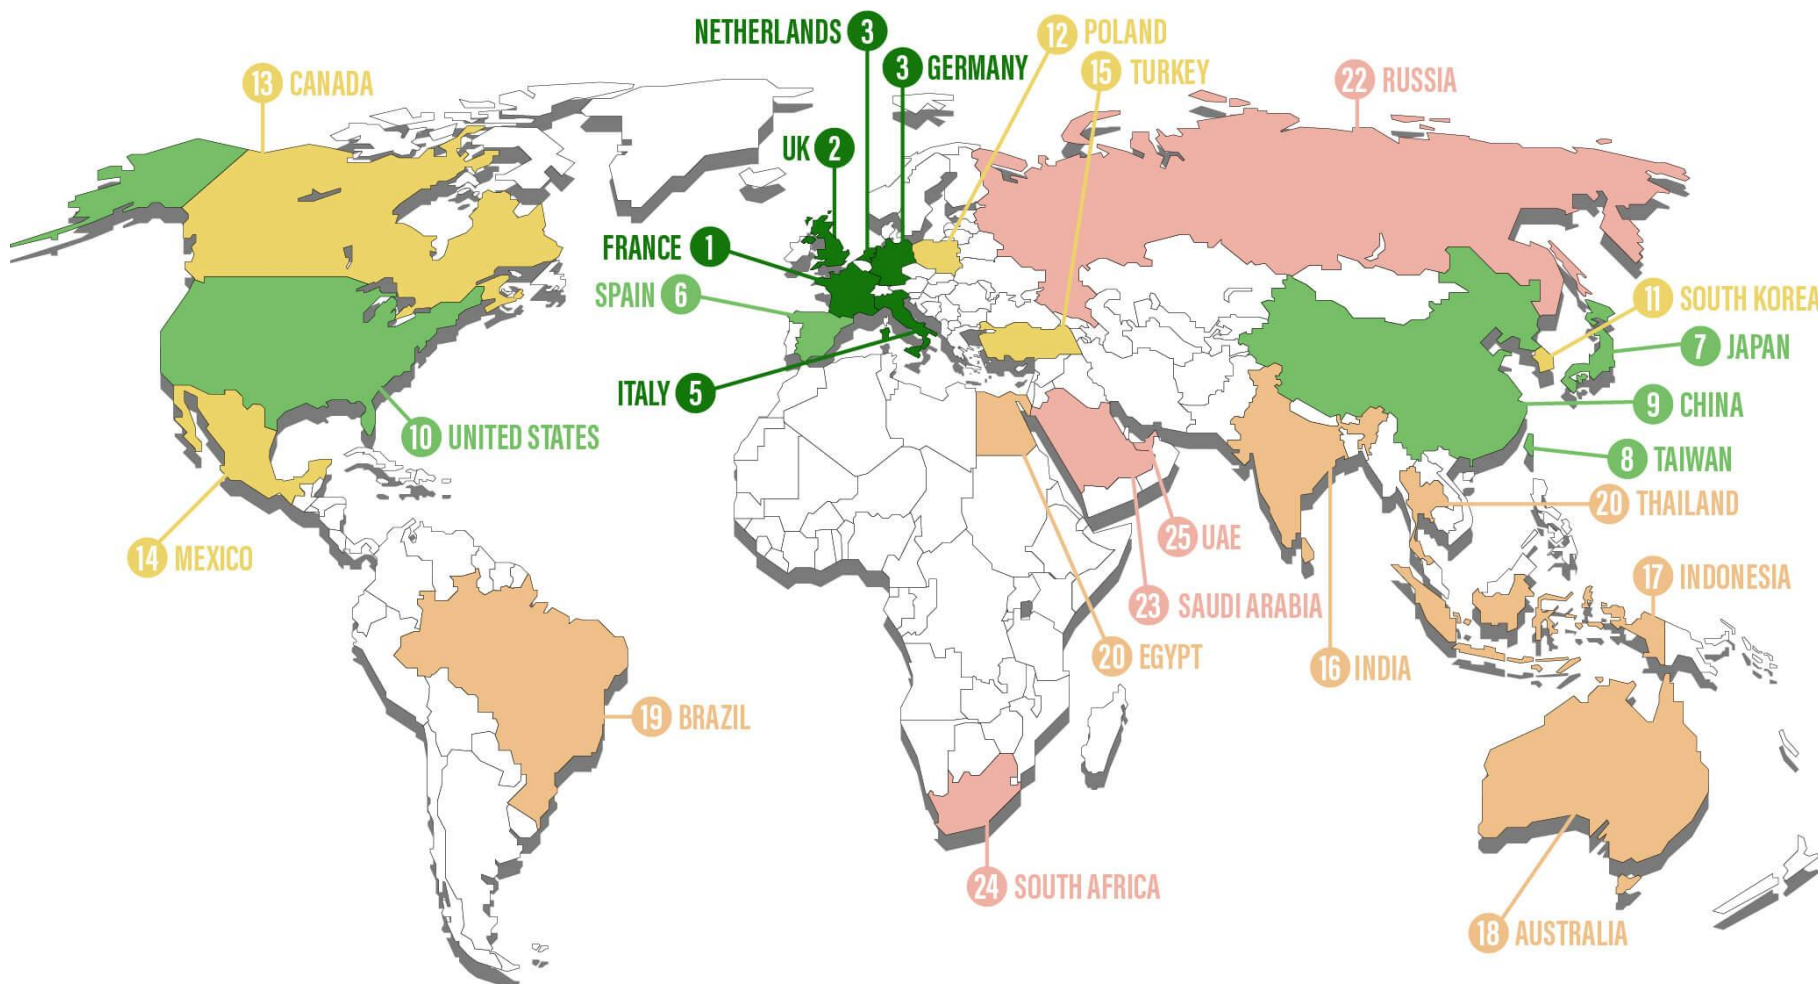 NETHERLANDS 3
12 POLAND
3 GERMANY
15 TURKEY
22 RUSSIA
13 CANADA
UK 2
FRANCE 1
SPAIN 6
11 SOUTH KOREA
7 JAPAN
ITALY 5
9 CHINA
10 UNITED STATES
8 TAIWAN
20 THAILAND
25 UAE
14 MEXICO
17 INDONESIA
23 SAUDI ARABIA
20 EGYPT
16 INDIA
19 BRAZIL
24 SOUTH AFRICA
18 AUSTRALIA